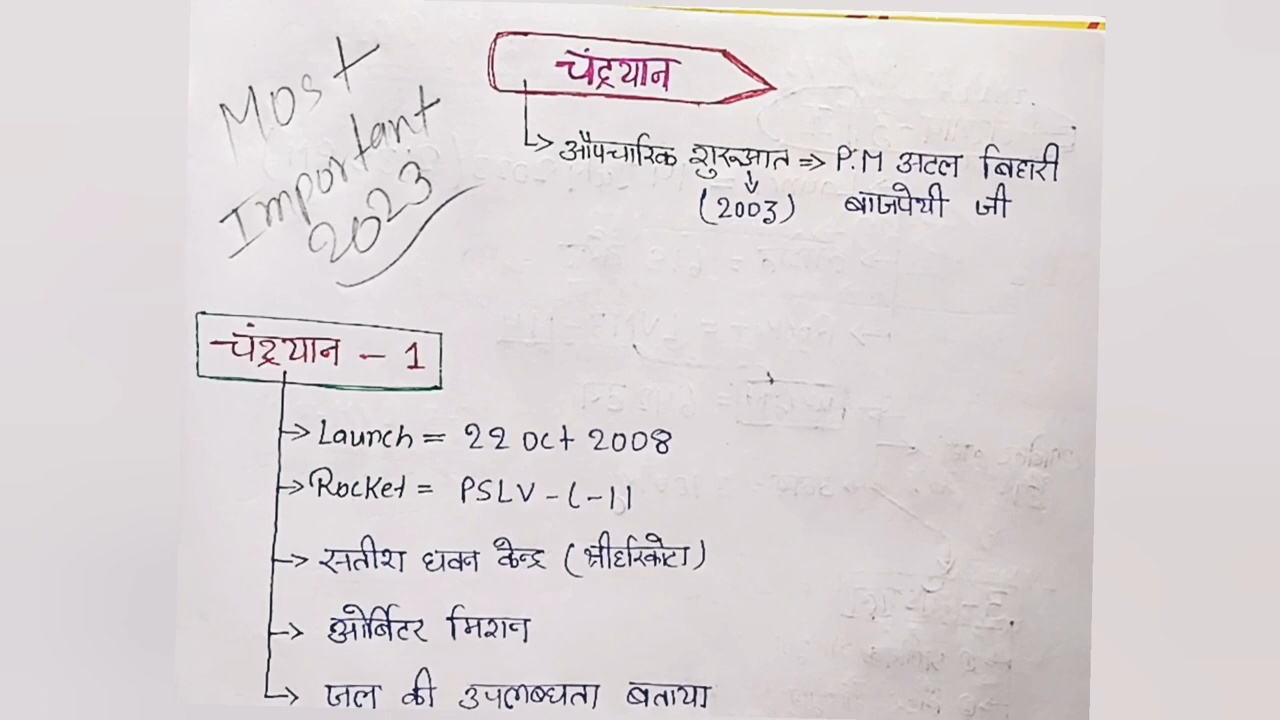 Most
Important
2023
चंद्रयान
औपचारिक शुरूआत => P.M अटल बिहारी
(2003) बाजपेयी जी
चंद्रयान - 1
Launch = 22 Oct 2008
Rocket = PSLV-C-11
सतीश धवन केन्द्र (श्रीहरिकोटा)
ओर्बिटर मिशन
जल की उपलब्धता बताया